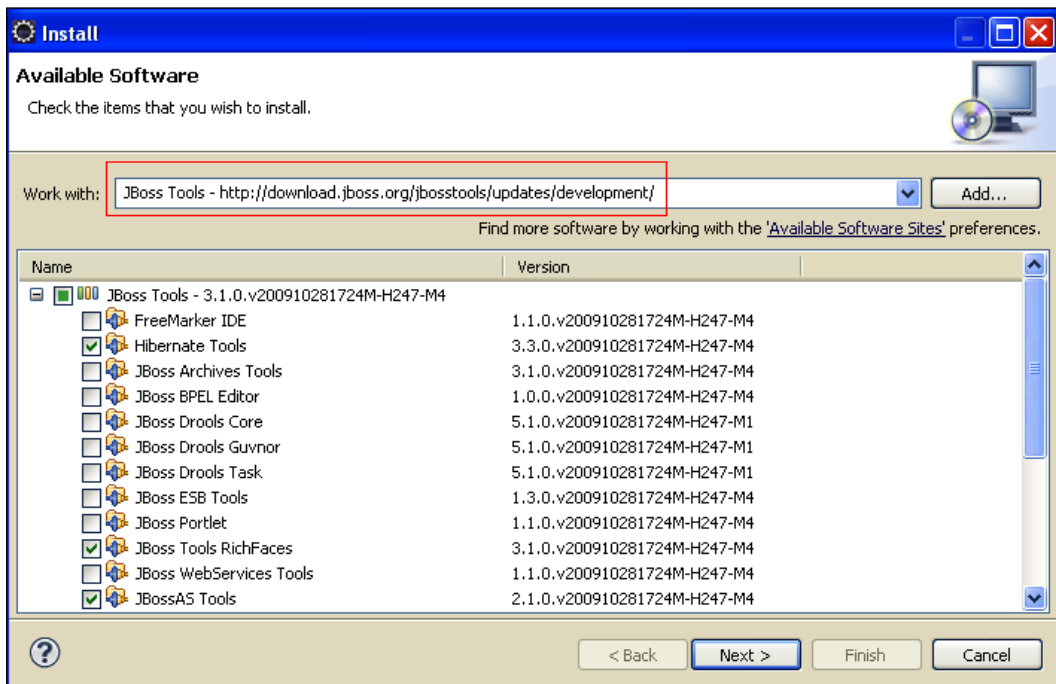 Install
Available Software
Check the items that you wish to install.
Work with: JBoss Tools - http://download.jboss.org/jbosstools/updates/development/ Add...
Find more software by working with the 'Available Software Sites' preferences.
Name Version
JBoss Tools - 3.1.0.v200910281724M-H247-M4
FreeMarker IDE 1.1.0.v200910281724M-H247-M4
Hibernate Tools 3.3.0.v200910281724M-H247-M4
JBoss Archives Tools 3.1.0.v200910281724M-H247-M4
JBoss BPEL Editor 1.0.0.v200910281724M-H247-M4
JBoss Drools Core 5.1.0.v200910281724M-H247-M1
JBoss Drools Guvnor 5.1.0.v200910281724M-H247-M1
JBoss Drools Task 5.1.0.v200910281724M-H247-M1
JBoss ESB Tools 1.3.0.v200910281724M-H247-M4
JBoss Portlet 1.1.0.v200910281724M-H247-M4
JBoss Tools RichFaces 3.1.0.v200910281724M-H247-M4
JBoss WebServices Tools 1.1.0.v200910281724M-H247-M4
JBossAS Tools 2.1.0.v200910281724M-H247-M4
? < Back Next > Finish Cancel